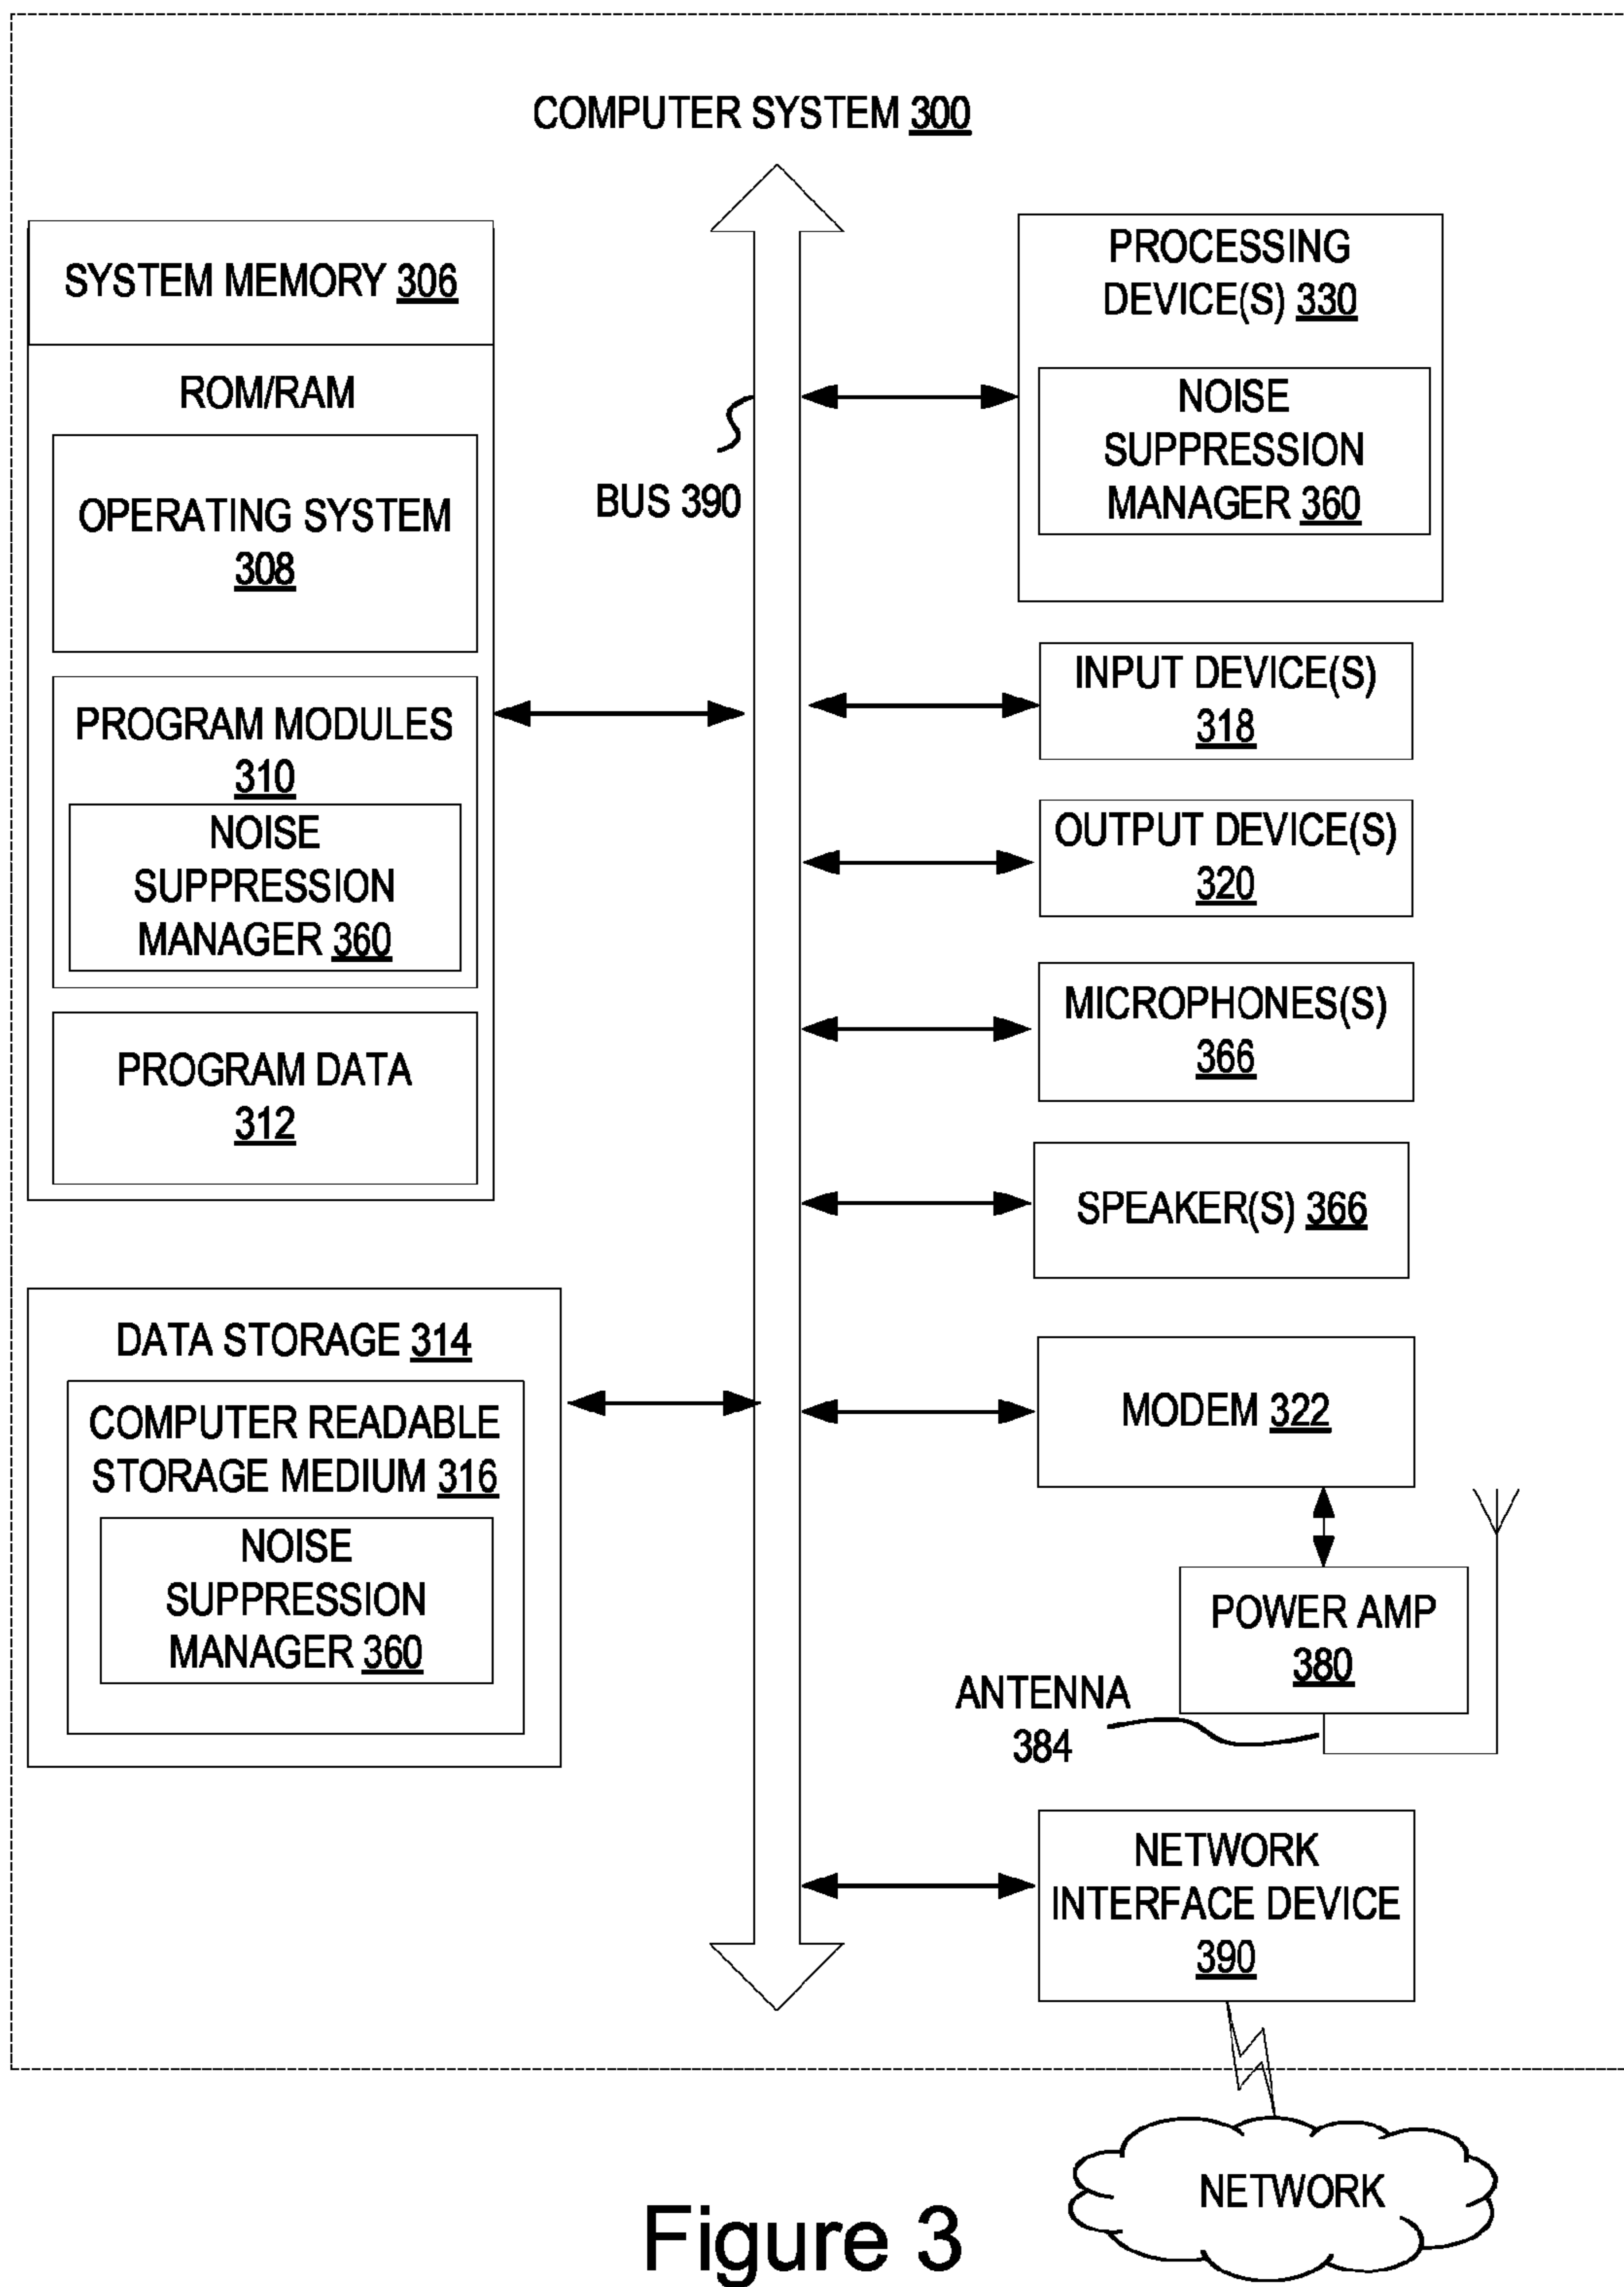 COMPUTER SYSTEM 300
SYSTEM MEMORY 306
ROM/RAM
OPERATING SYSTEM
308
PROGRAM MODULES
310
NOISE
SUPPRESSION
MANAGER 360
PROGRAM DATA
312
DATA STORAGE 314
COMPUTER READABLE
STORAGE MEDIUM 316
NOISE
SUPPRESSION
MANAGER 360
BUS 390
PROCESSING
DEVICE(S) 330
NOISE
SUPPRESSION
MANAGER 360
INPUT DEVICE(S)
318
OUTPUT DEVICE(S)
320
MICROPHONES(S)
366
SPEAKER(S) 366
MODEM 322
POWER AMP
380
ANTENNA
384
NETWORK
INTERFACE DEVICE
390
NETWORK
Figure 3